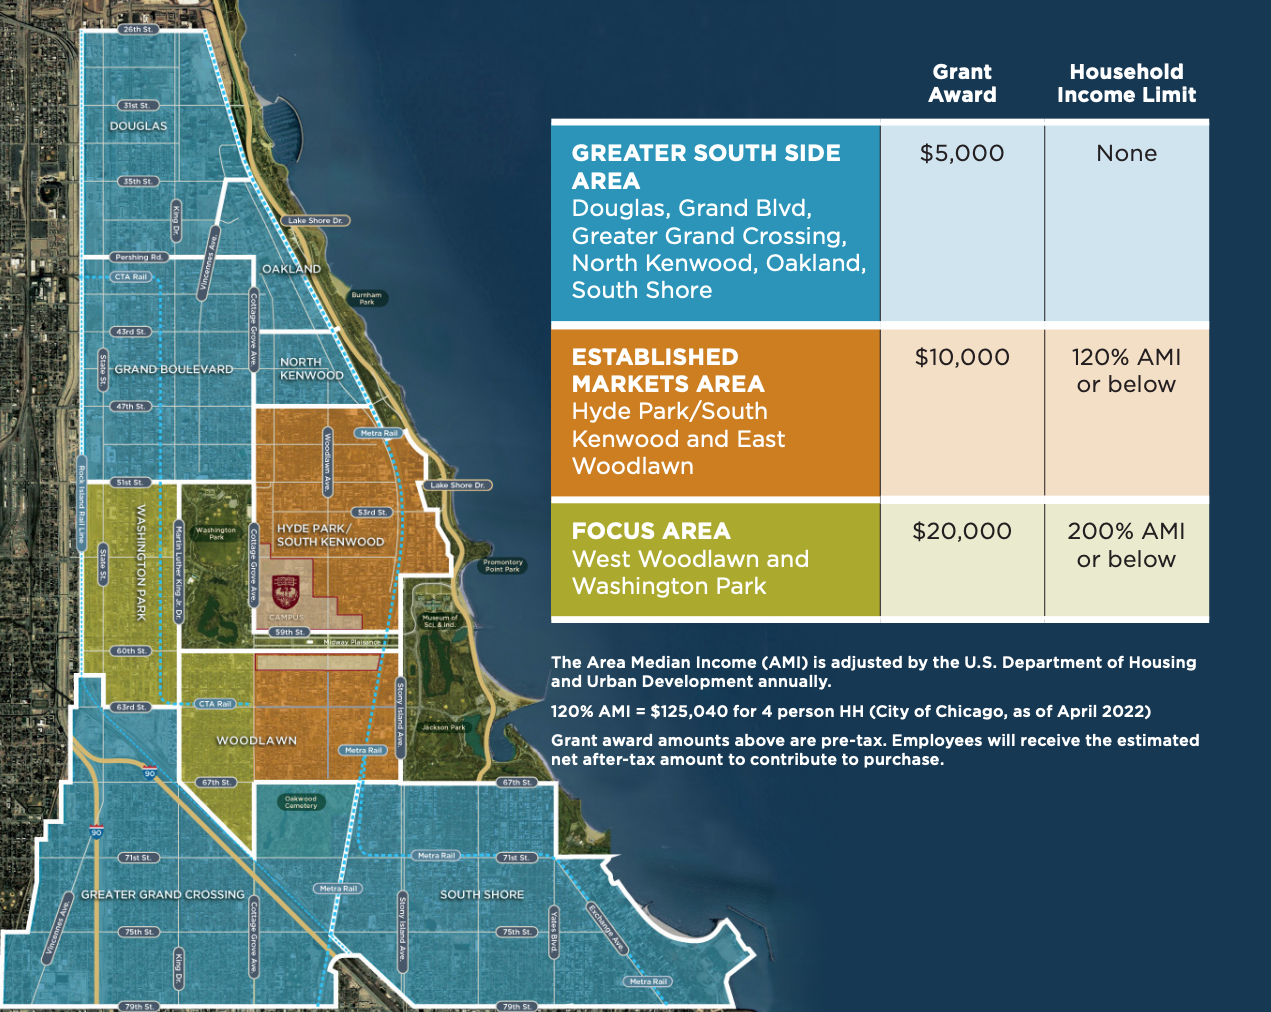 26th St.
31st St.
DOUGLAS
35th St.
King Dr.
Lake Shore Dr.
Vincennes Ave.
Pershing Rd.
CTA Rail
OAKLAND
Burnham
Park
Cottage Grove Ave.
43rd St.
State St.
GRAND BOULEVARD
NORTH
KENWOOD
47th St.
Metra Rail
Woodlawn Ave.
Rock Island Rail Line
51st St.
Lake Shore Dr.
53rd St.
WASHINGTON PARK
Martin Luther King Jr. Dr.
Washington
Park
Cottage Grove Ave.
HYDE PARK/
SOUTH KENWOOD
State St.
Promontory
Point Park
CAMPUS
Museum of
Sci. & Ind.
59th St.
Midway Plaisance
60th St.
CTA Rail
63rd St.
Stony Island Ave.
Jackson Park
WOODLAWN
Metra Rail
90
67th St.
67th St.
Oakwood
Cemetery
90
71st St.
Metra Rail
71st St.
GREATER GRAND CROSSING
Metra Rail
SOUTH SHORE
Vincennes Ave.
Cottage Grove Ave.
Stony Island Ave.
Yates Blvd.
Exchange Ave.
75th St.
75th St.
King Dr.
Metra Rail
79th St.
79th St.
Grant
Award
Household
Income Limit
GREATER SOUTH SIDE
AREA
Douglas, Grand Blvd,
Greater Grand Crossing,
North Kenwood, Oakland,
South Shore
$5,000
None
ESTABLISHED
MARKETS AREA
Hyde Park/South
Kenwood and East
Woodlawn
$10,000
120% AMI
or below
FOCUS AREA
West Woodlawn and
Washington Park
$20,000
200% AMI
or below
The Area Median Income (AMI) is adjusted by the U.S. Department of Housing
and Urban Development annually.
120% AMI = $125,040 for 4 person HH (City of Chicago, as of April 2022)
Grant award amounts above are pre-tax. Employees will receive the estimated
net after-tax amount to contribute to purchase.